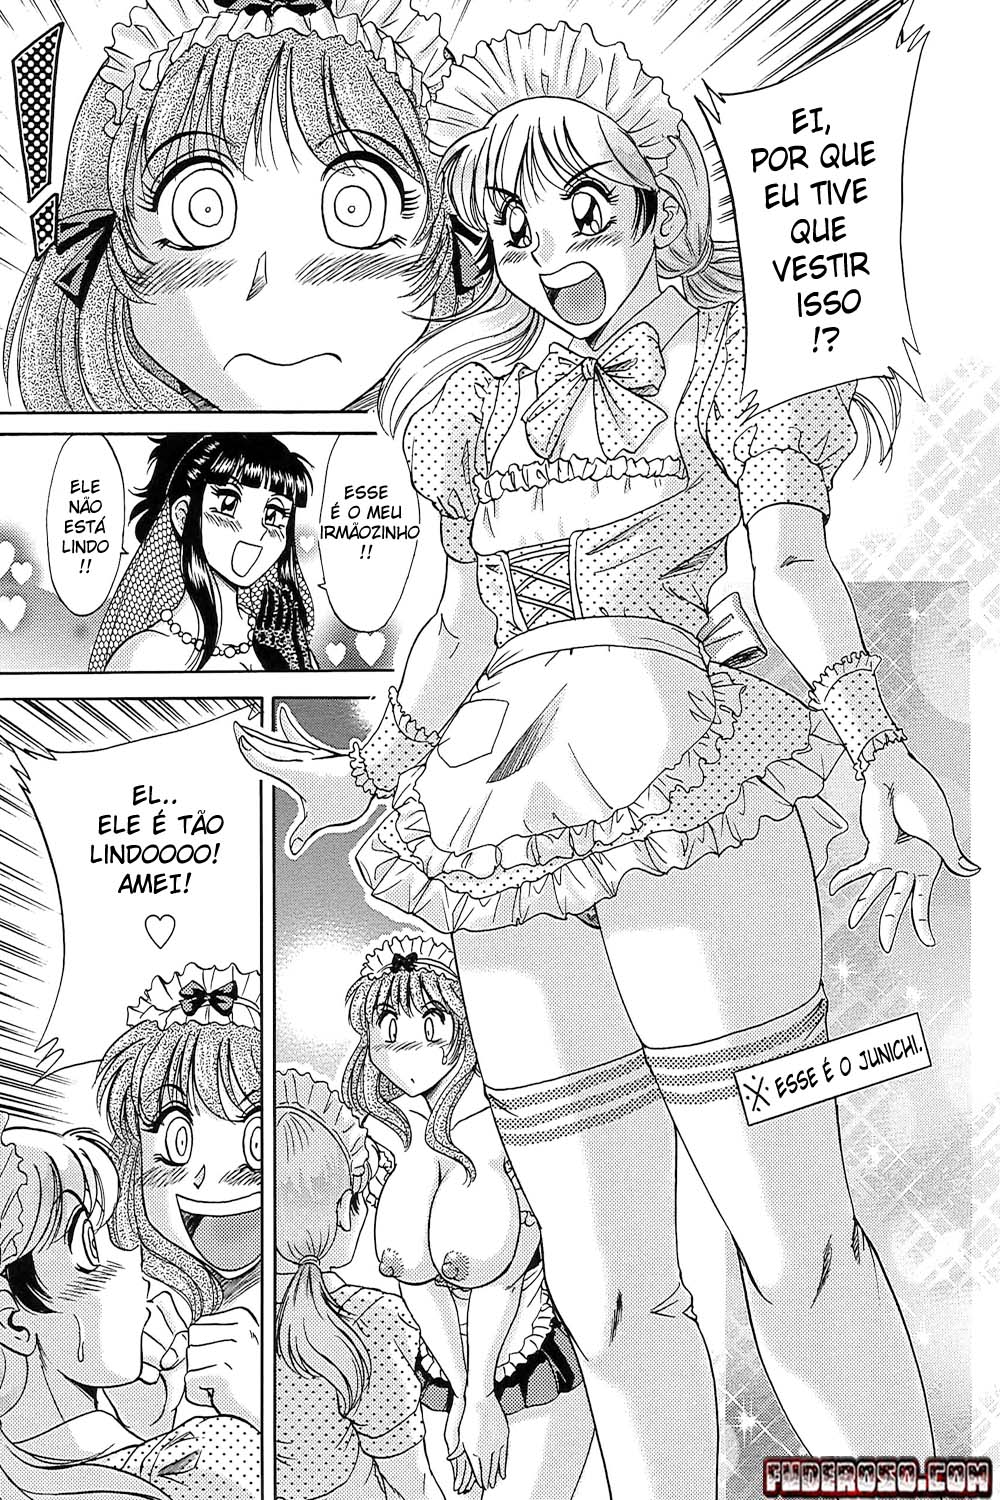 EI,
POR QUE
EU TIVE
QUE
VESTIR
ISSO
!?
ESSE
É O MEU
IRMÃOZINHO
!!
ELE
NÃO
ESTÁ
LINDO
!!
EL..
ELE É TÃO
LINDOOOO!
AMEI!
♡
※ ESSE É O JUNICHI.
FUDEROSO.COM